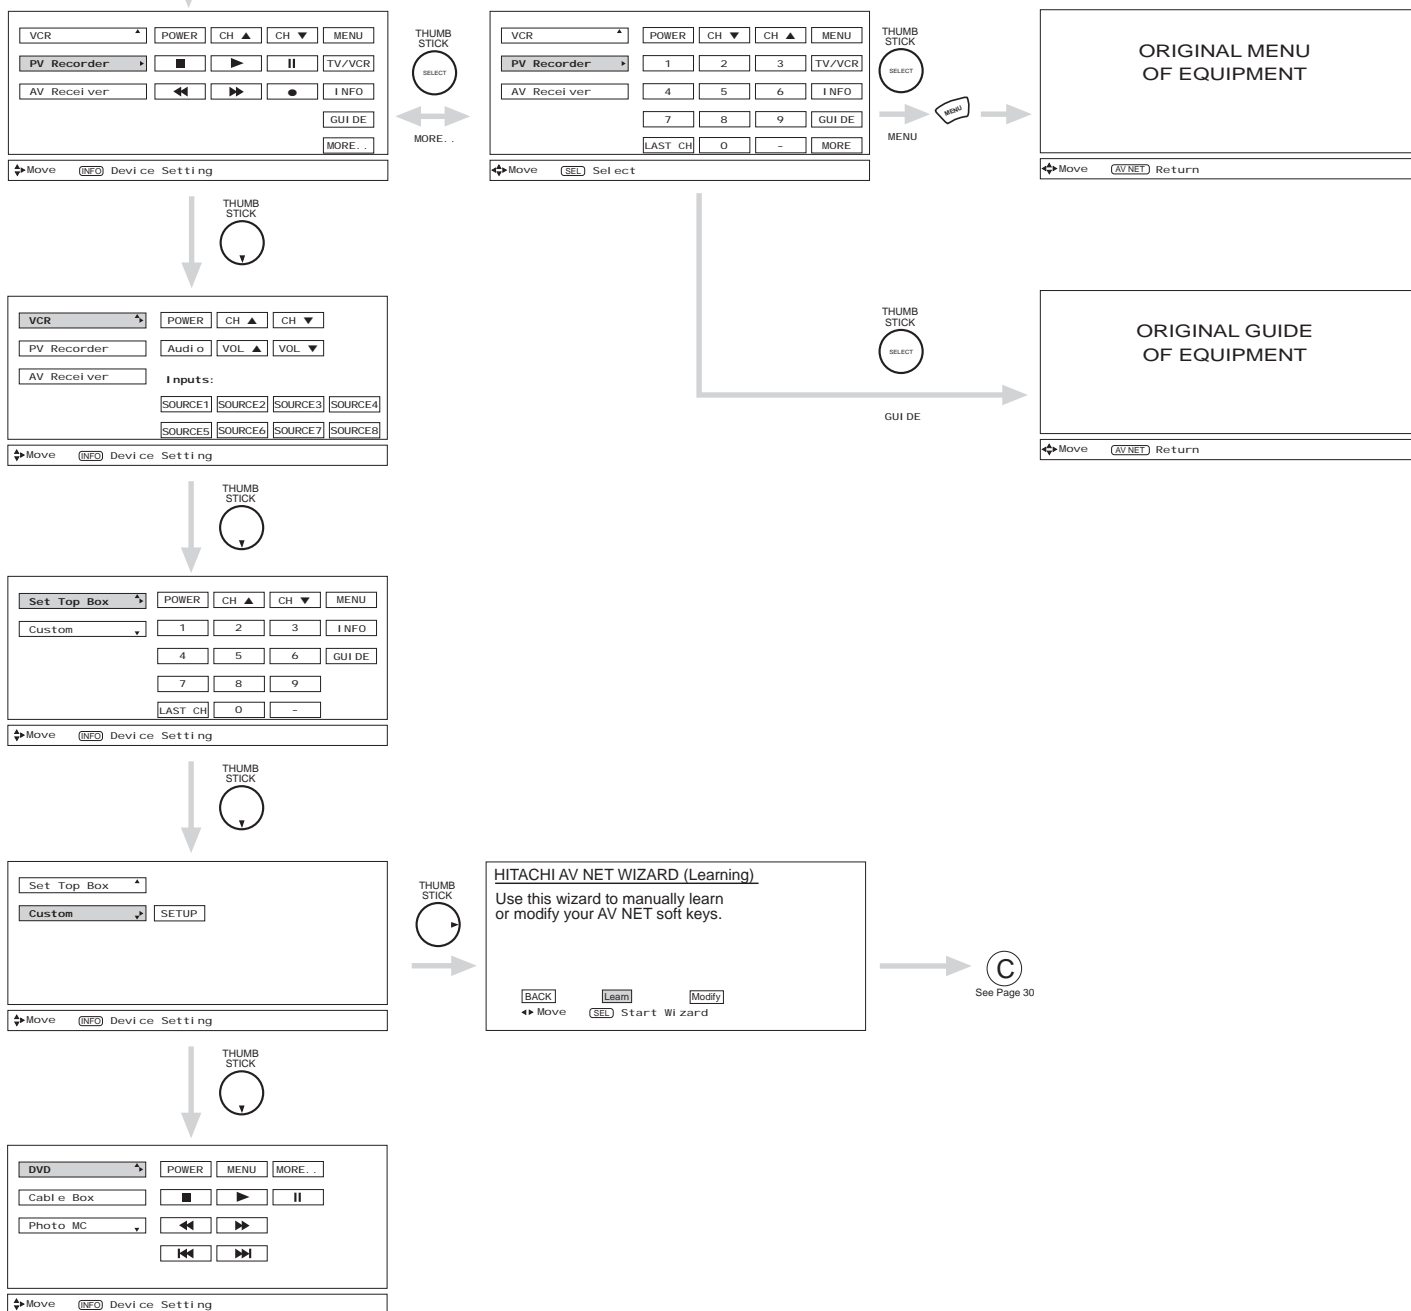 VCR ▲ POWER CH ▲ CH ▼ MENU
PV Recorder ▶ ■ ▶ II TV/VCR
AV Receiver ◀◀ ▶▶ ● INFO
GUIDE
MORE..
Move INFO Device Setting
THUMB
STICK
SELECT
MORE..
VCR ▲ POWER CH ▼ CH ▲ MENU
PV Recorder ▶ 1 2 3 TV/VCR
AV Receiver 4 5 6 INFO
7 8 9 GUIDE
LAST CH 0 - MORE
Move SEL Select
THUMB
STICK
SELECT
MENU
MENU
ORIGINAL MENU
OF EQUIPMENT
Move AV NET Return
THUMB
STICK
VCR POWER CH ▲ CH ▼
PV Recorder Audio VOL ▲ VOL ▼
AV Receiver Inputs:
SOURCE1 SOURCE2 SOURCE3 SOURCE4
SOURCE5 SOURCE6 SOURCE7 SOURCE8
Move INFO Device Setting
THUMB
STICK
SELECT
GUIDE
ORIGINAL GUIDE
OF EQUIPMENT
Move AV NET Return
THUMB
STICK
Set Top Box POWER CH ▲ CH ▼ MENU
Custom ▼ 1 2 3 INFO
4 5 6 GUIDE
7 8 9
LAST CH 0 -
Move INFO Device Setting
THUMB
STICK
Set Top Box ▲
Custom SETUP
Move INFO Device Setting
THUMB
STICK
HITACHI AV NET WIZARD (Learning)
Use this wizard to manually learn
or modify your AV NET soft keys.
BACK Learn Modify
Move SEL Start Wizard
C
See Page 30
THUMB
STICK
DVD POWER MENU MORE..
Cable Box ■ ▶ II
Photo MC ▼ ◀◀ ▶▶
I◀◀ ▶▶I
Move INFO Device Setting